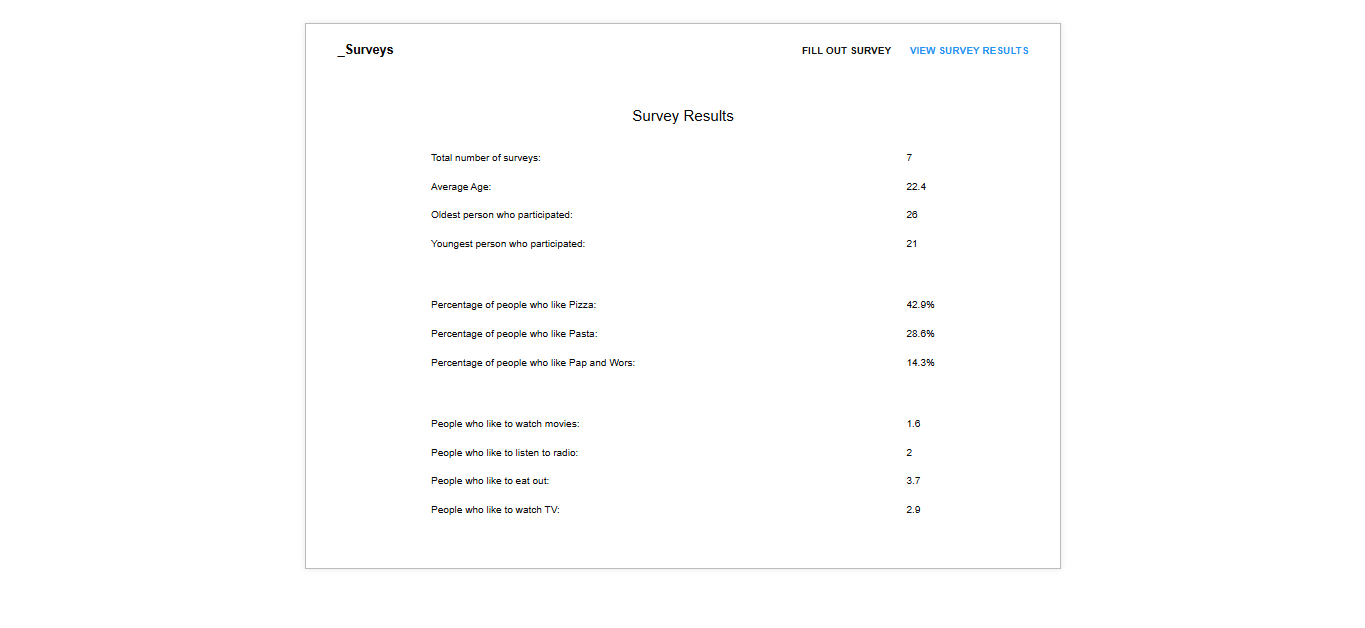 _Surveys FILL OUT SURVEY VIEW SURVEY RESULTS
Survey Results
Total number of surveys: 7
Average Age: 22.4
Oldest person who participated: 26
Youngest person who participated: 21
Percentage of people who like Pizza: 42.9%
Percentage of people who like Pasta: 28.6%
Percentage of people who like Pap and Wors: 14.3%
People who like to watch movies: 1.6
People who like to listen to radio: 2
People who like to eat out: 3.7
People who like to watch TV: 2.9